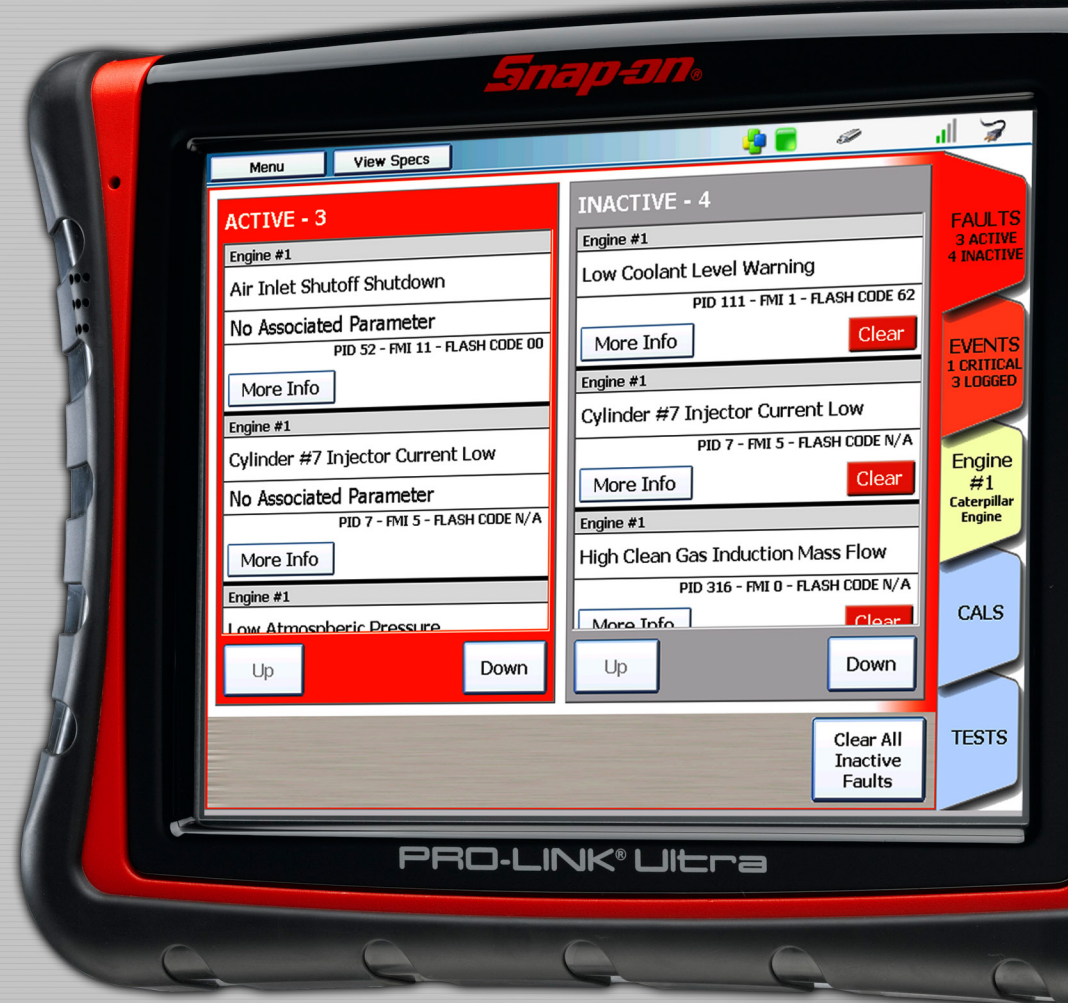 Snap-on®
Menu
View Specs
ACTIVE - 3
Engine #1
Air Inlet Shutoff Shutdown
No Associated Parameter
PID 52 - FMI 11 - FLASH CODE 00
More Info
Engine #1
Cylinder #7 Injector Current Low
No Associated Parameter
PID 7 - FMI 5 - FLASH CODE N/A
More Info
Engine #1
Low Atmospheric Pressure
Up
Down
INACTIVE - 4
Engine #1
Low Coolant Level Warning
PID 111 - FMI 1 - FLASH CODE 62
More Info
Clear
Engine #1
Cylinder #7 Injector Current Low
PID 7 - FMI 5 - FLASH CODE N/A
More Info
Clear
Engine #1
High Clean Gas Induction Mass Flow
PID 316 - FMI 0 - FLASH CODE N/A
More Info
Clear
Up
Down
Clear All
Inactive
Faults
FAULTS
3 ACTIVE
4 INACTIVE
EVENTS
1 CRITICAL
3 LOGGED
Engine
#1
Caterpillar
Engine
CALS
TESTS
PRO-LINK® Ultra